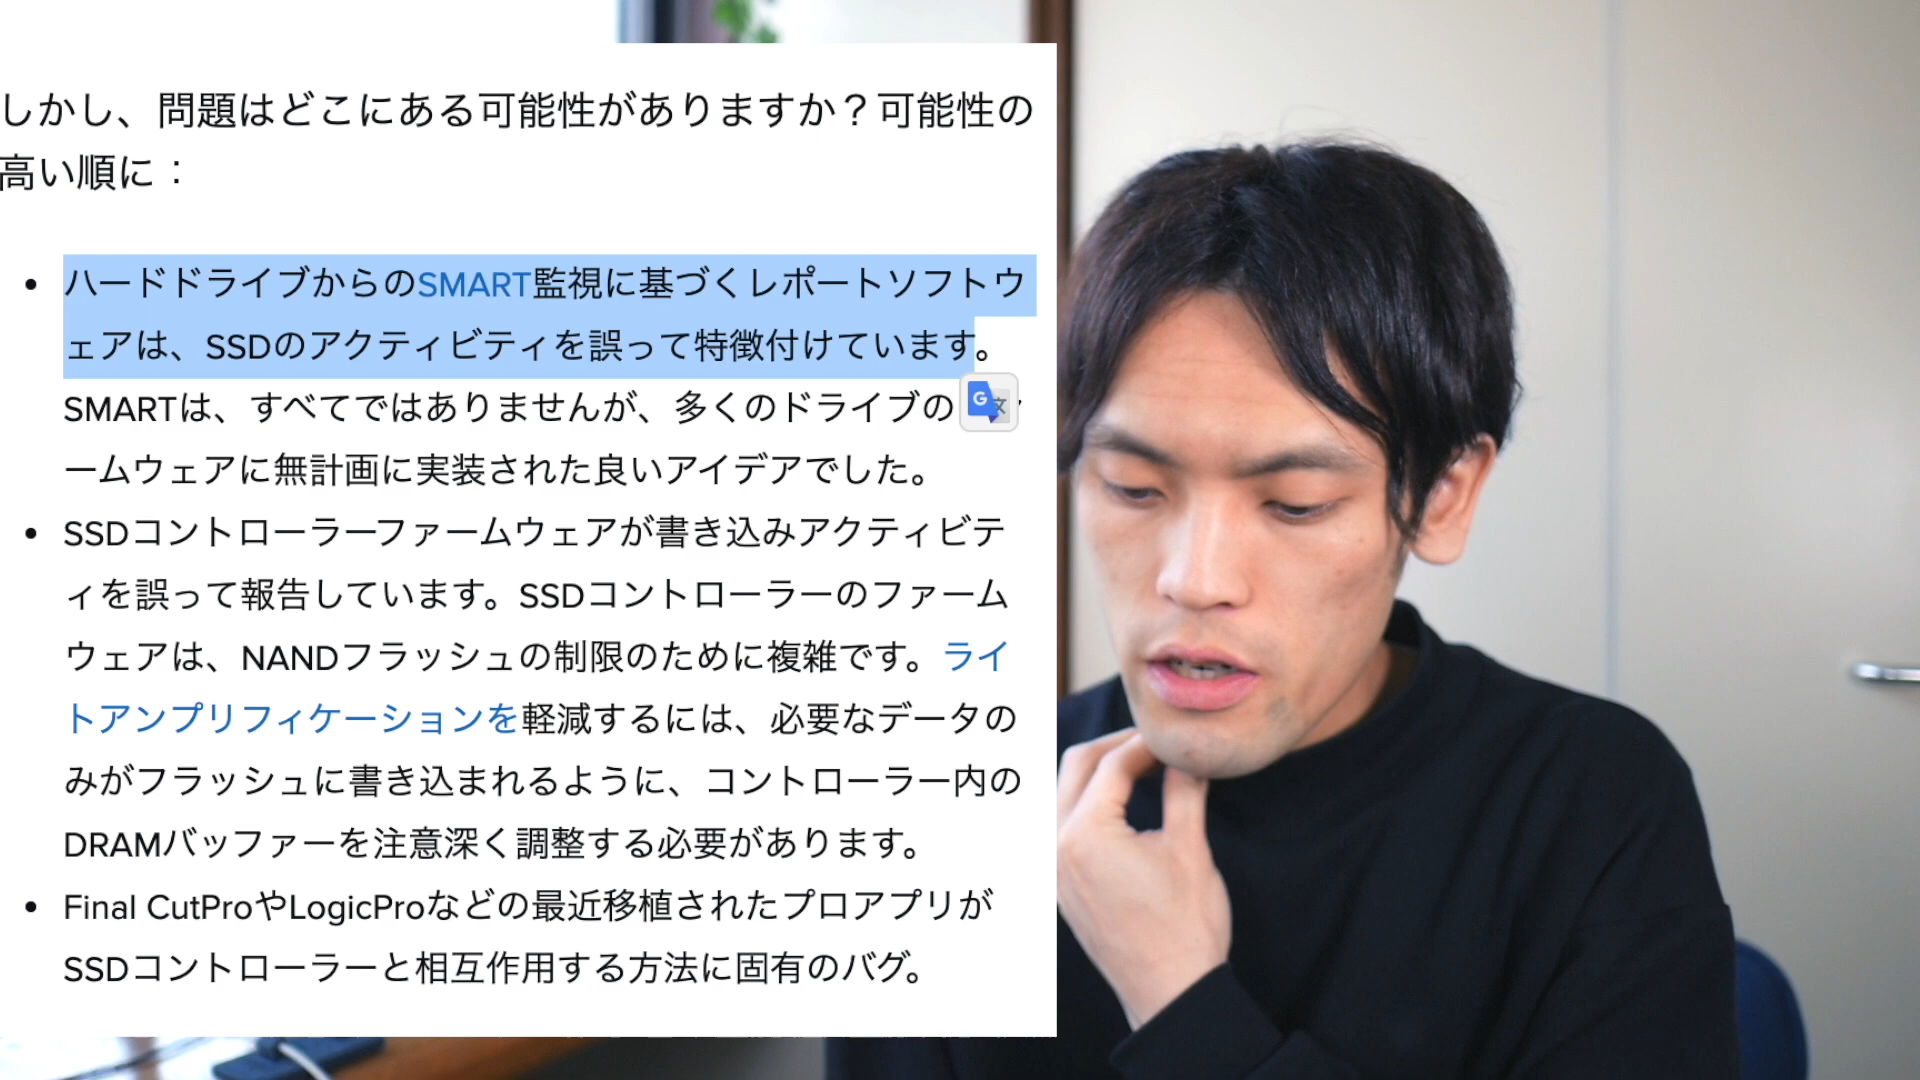 しかし、問題はどこにある可能性がありますか？可能性の
高い順に：
• ハードドライブからのSMART監視に基づくレポートソフトウ
ェアは、SSDのアクティビティを誤って特徴付けています。
SMARTは、すべてではありませんが、多くのドライブの
ームウェアに無計画に実装された良いアイデアでした。
• SSDコントローラーファームウェアが書き込みアクティビテ
ィを誤って報告しています。SSDコントローラーのファーム
ウェアは、NANDフラッシュの制限のために複雑です。ライ
トアンプリフィケーションを軽減するには、必要なデータの
みがフラッシュに書き込まれるように、コントローラー内の
DRAMバッファーを注意深く調整する必要があります。
• Final CutProやLogicProなどの最近移植されたプロアプリが
SSDコントローラーと相互作用する方法に固有のバグ。